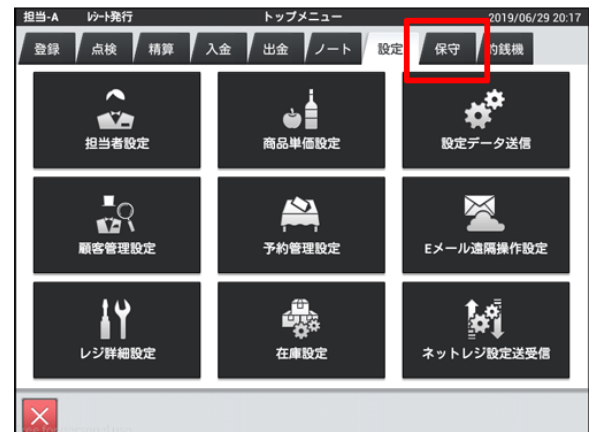 担当-A ﾚｼｰﾄ発行 トップメニュー 2019/06/29 20:17
登録 点検 精算 入金 出金 ノート 設定 保守 釣銭機
担当者設定 商品単価設定 設定データ送信
顧客管理設定 予約管理設定 Eメール遠隔操作設定
レジ詳細設定 在庫設定 ネットレジ設定送受信